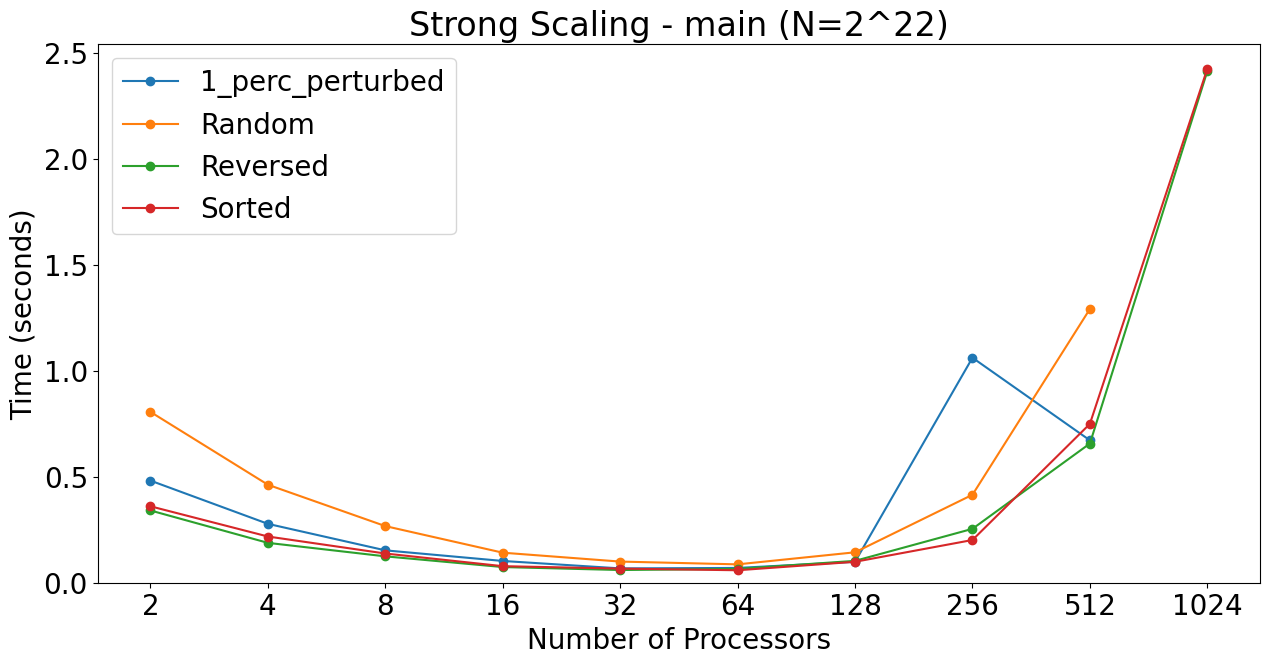 Strong Scaling - main (N=2^22)
1_perc_perturbed
Random
Reversed
Sorted
Time (seconds)
2.5
2.0
1.5
1.0
0.5
0.0
2 4 8 16 32 64 128 256 512 1024
Number of Processors